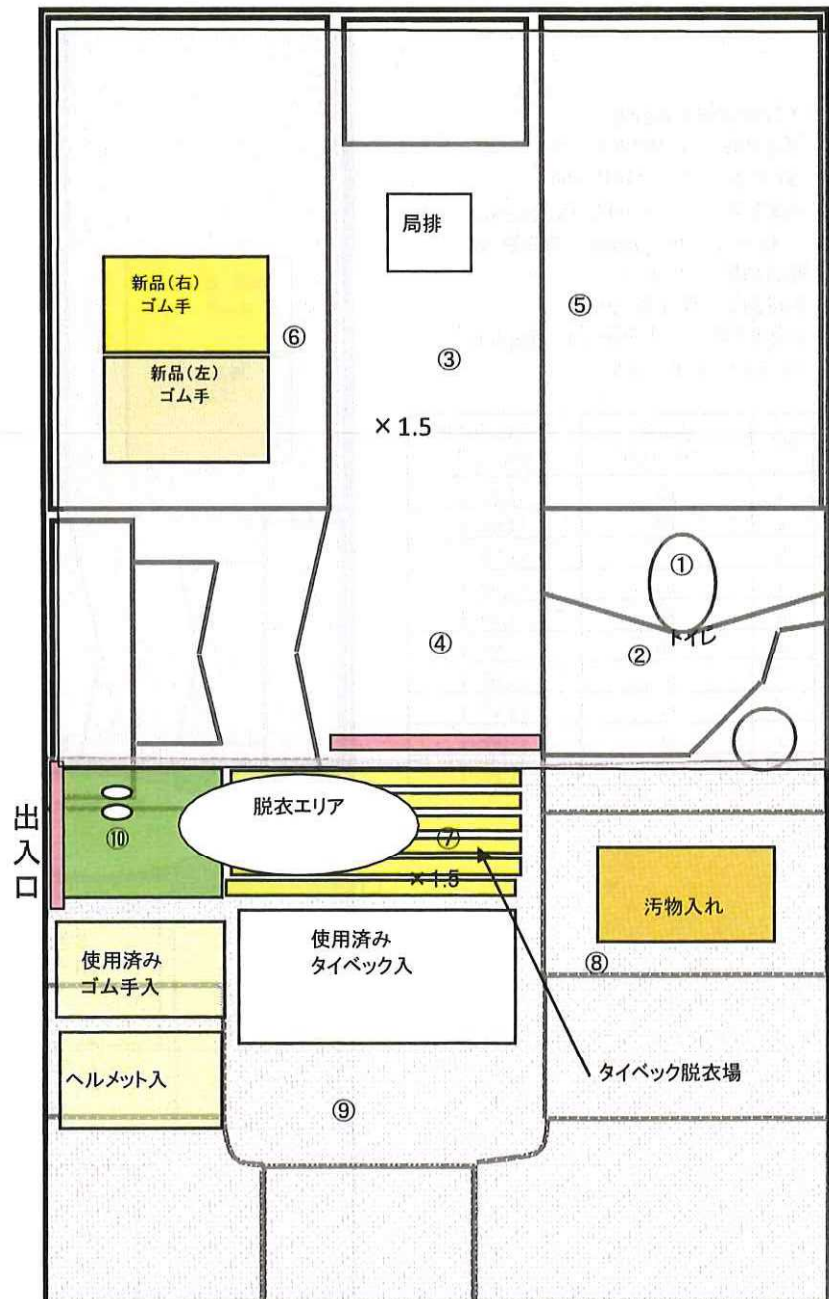 局排
新品(右)
ゴム手
⑥
⑤
③
新品(左)
ゴム手
×1.5
①
④
②
トイレ
出入口
⑩
脱衣エリア
⑦
×1.5
汚物入れ
使用済み
ゴム手入
使用済み
タイベック入
⑧
ヘルメット入
タイベック脱衣場
⑨